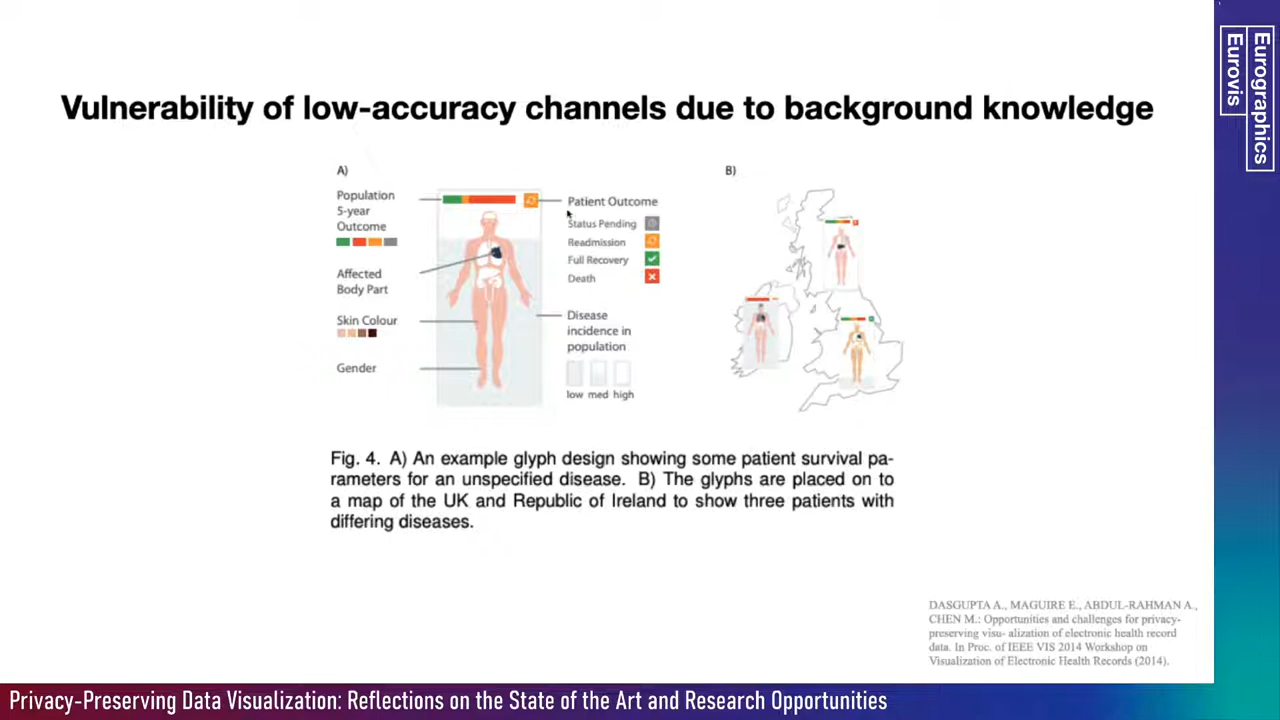 Vulnerability of low-accuracy channels due to background knowledge
A)
Population
5-year
Outcome
Affected
Body Part
Skin Colour
Gender
Patient Outcome
Status Pending
Readmission
Full Recovery
Death
Disease
incidence in
population
low med high
B)
Fig. 4. A) An example glyph design showing some patient survival pa-
rameters for an unspecified disease. B) The glyphs are placed on to
a map of the UK and Republic of Ireland to show three patients with
differing diseases.
DASGUPTA A., MAGUIRE E., ABDUL-RAHMAN A.,
CHEN M.: Opportunities and challenges for privacy-
preserving visu- alization of electronic health record
data. In Proc. of IEEE VIS 2014 Workshop on
Visualization of Electronic Health Records (2014).
Eurographics
Eurovis
Privacy-Preserving Data Visualization: Reflections on the State of the Art and Research Opportunities